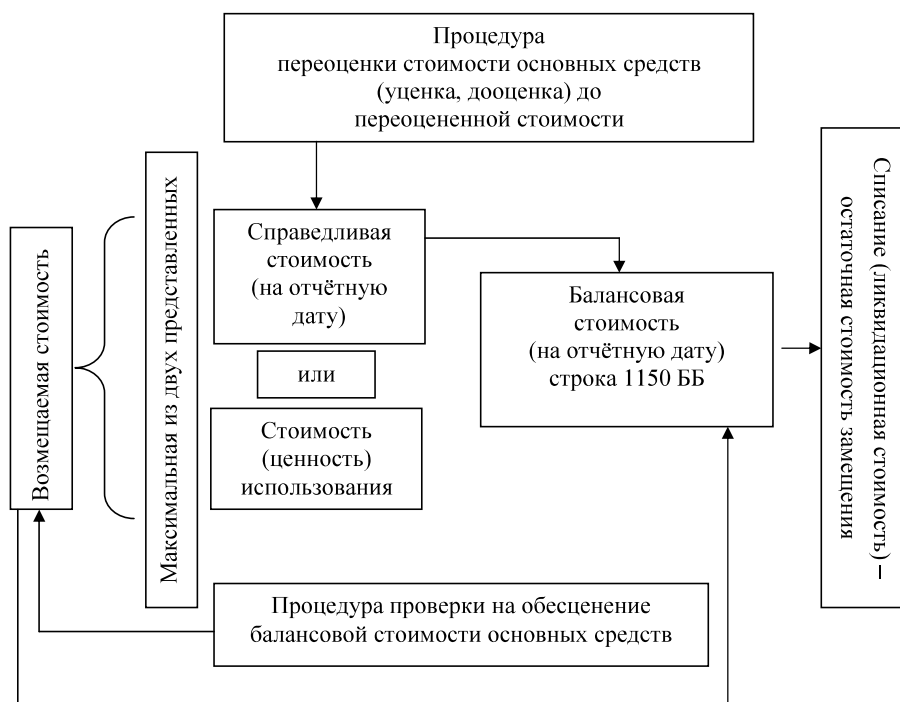 Процедура
переоценки стоимости основных средств
(уценка, дооценка) до
переоцененной стоимости
Возмещаемая стоимость
Максимальная из двух представленных
Справедливая
стоимость
(на отчётную
дату)
или
Стоимость
(ценность)
использования
Балансовая
стоимость
(на отчётную дату)
строка 1150 ББ
Списание (ликвидационная стоимость) –
остаточная стоимость замещения
Процедура проверки на обесценение
балансовой стоимости основных средств